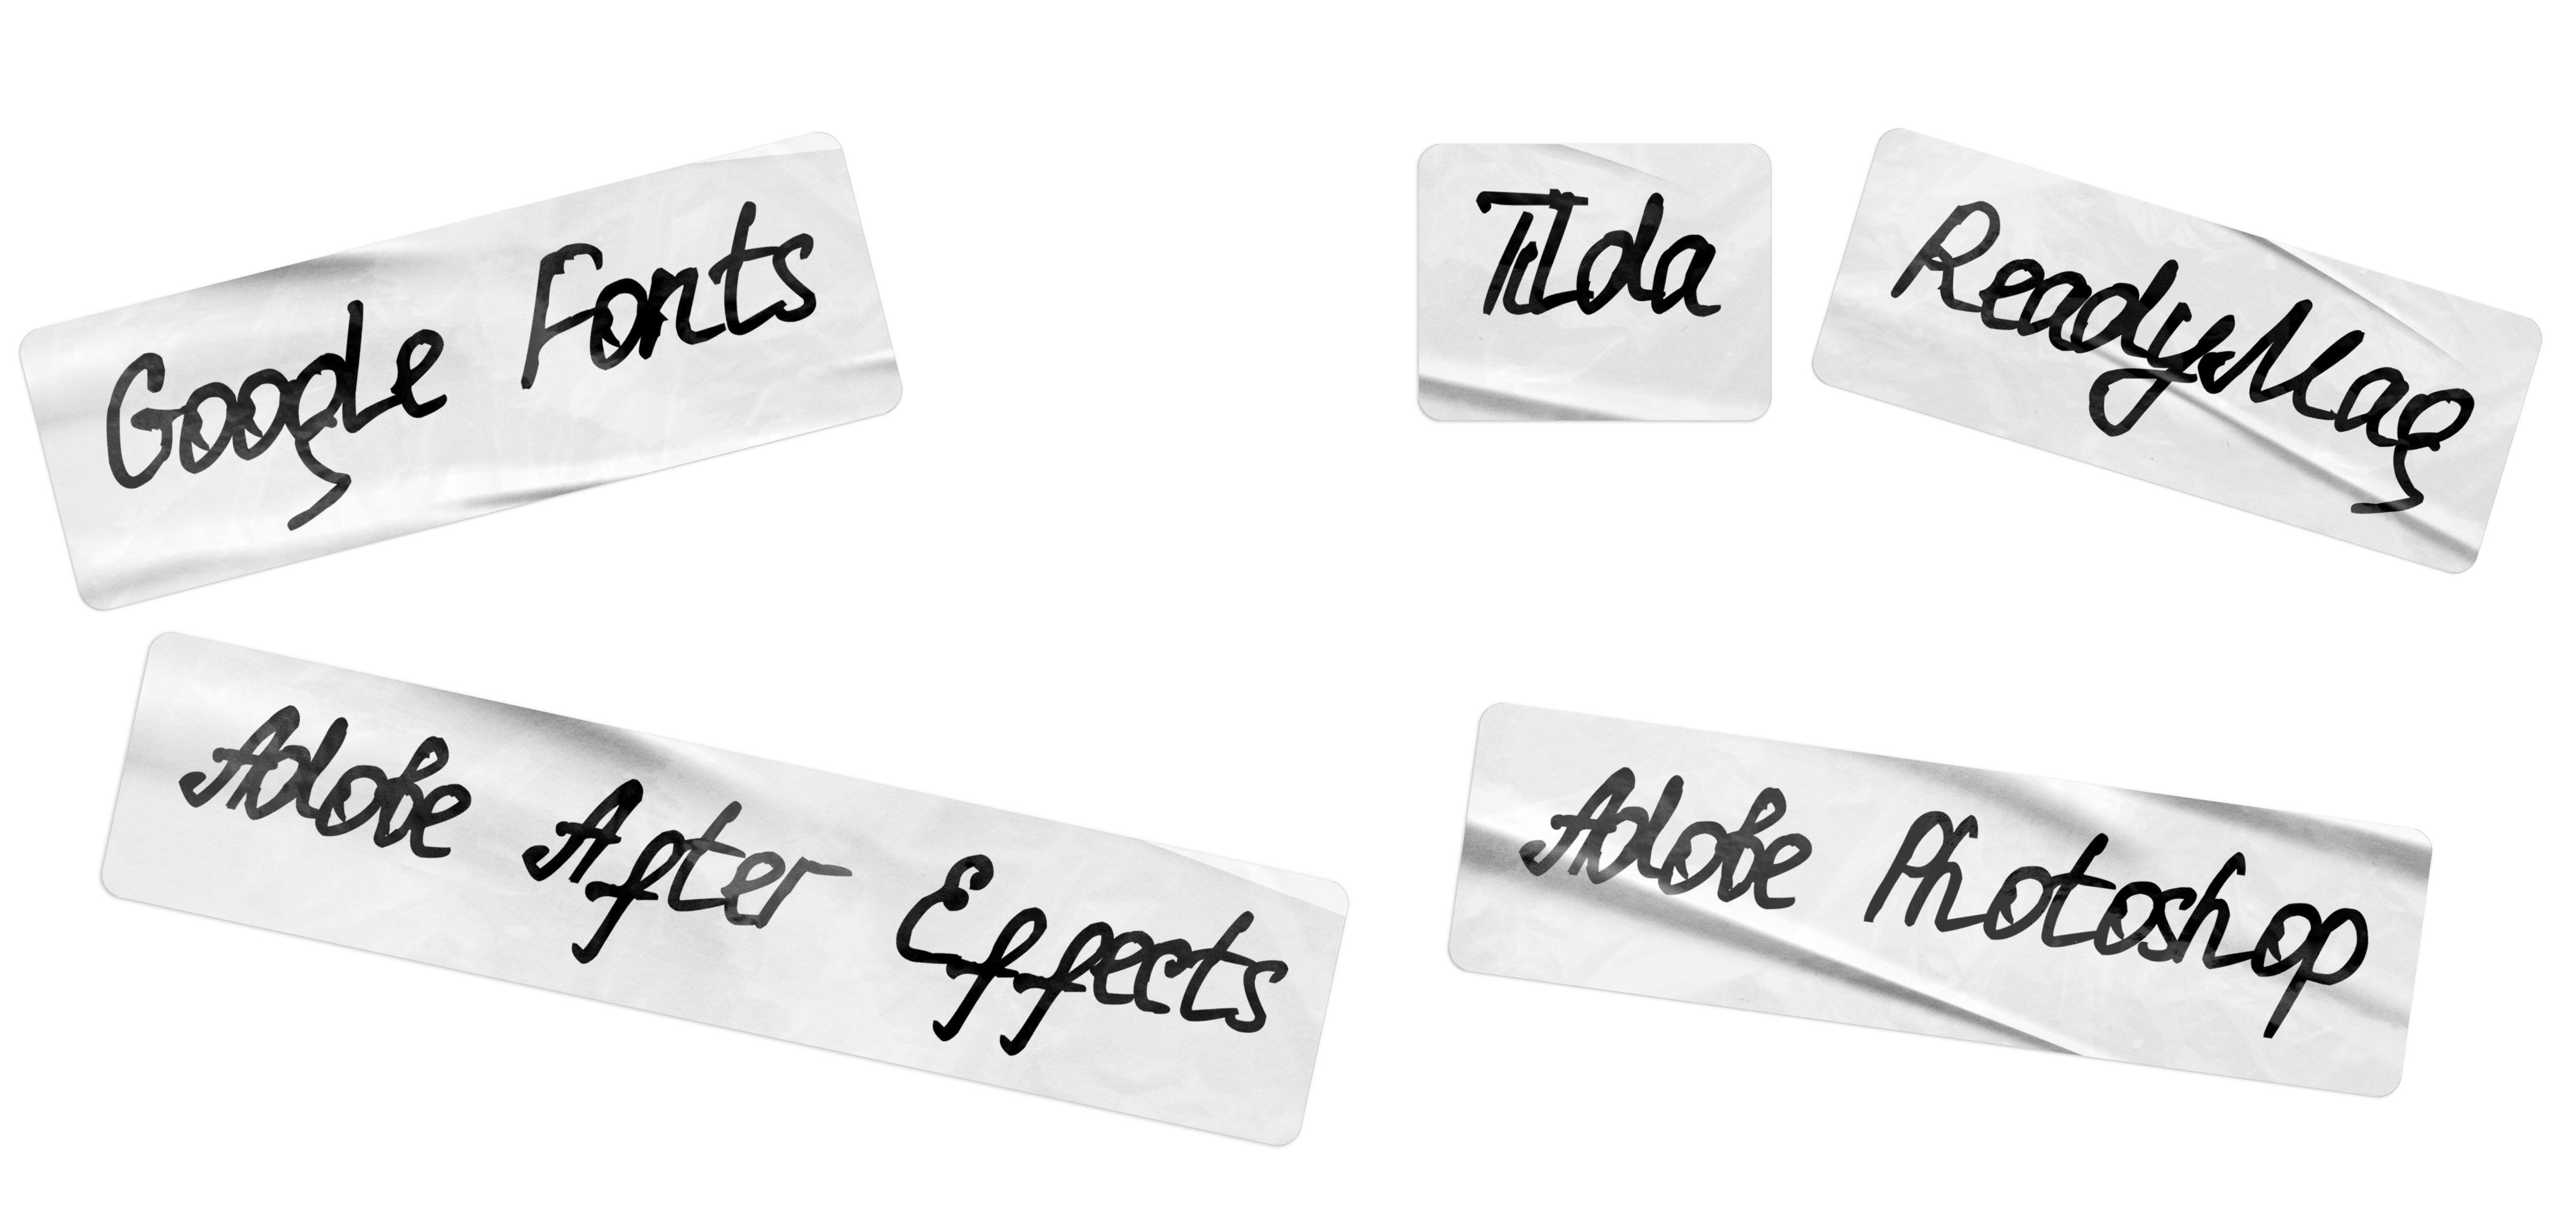 Google Fonts
Tilda
ReadyMag
Adobe After Effects
Adobe Photoshop